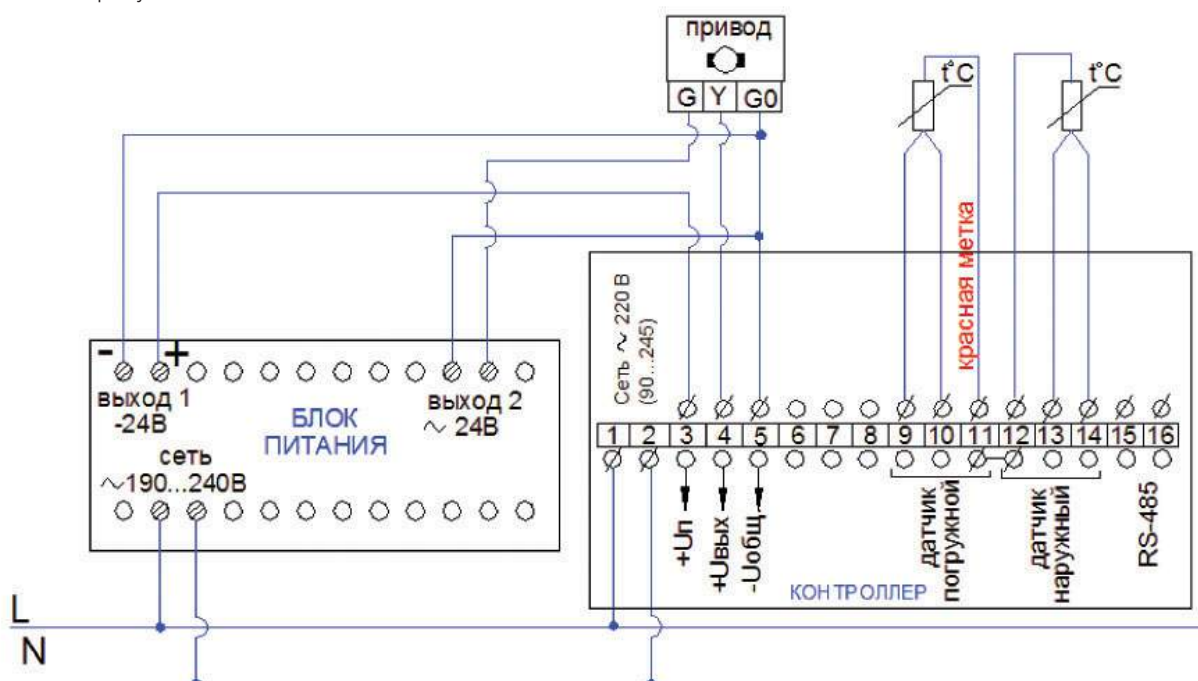 привод
G Y G0
t°C
t°C
красная метка
Сеть ~ 220 В
(90...245)
- +
выход 1
-24В
БЛОК
ПИТАНИЯ
выход 2
~ 24В
сеть
~190...240В
1 2 3 4 5 6 7 8 9 10 11 12 13 14 15 16
+Uп
+Uвых
-Uобщ
датчик
погружной
датчик
наружный
RS-485
КОНТРОЛЛЕР
L
N